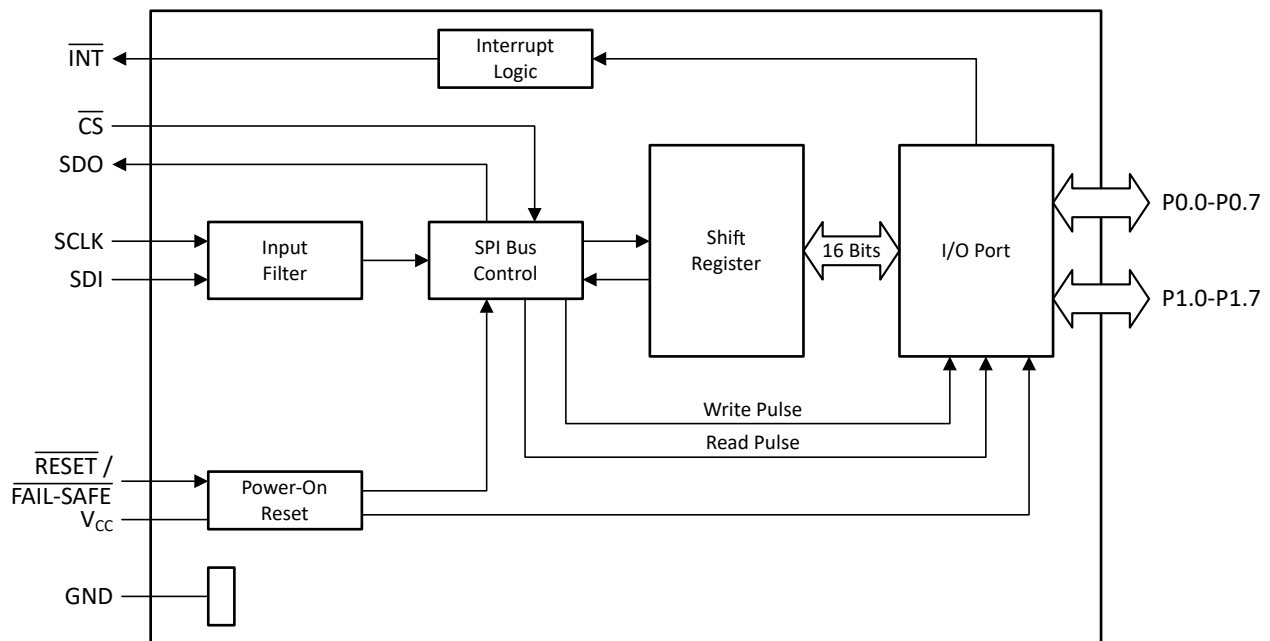 INT
Interrupt
Logic
CS
SDO
SCLK
SDI
Input
Filter
SPI Bus
Control
Shift
Register
16 Bits
I/O Port
P0.0-P0.7
P1.0-P1.7
Write Pulse
Read Pulse
RESET /
FAIL-SAFE
VCC
Power-On
Reset
GND